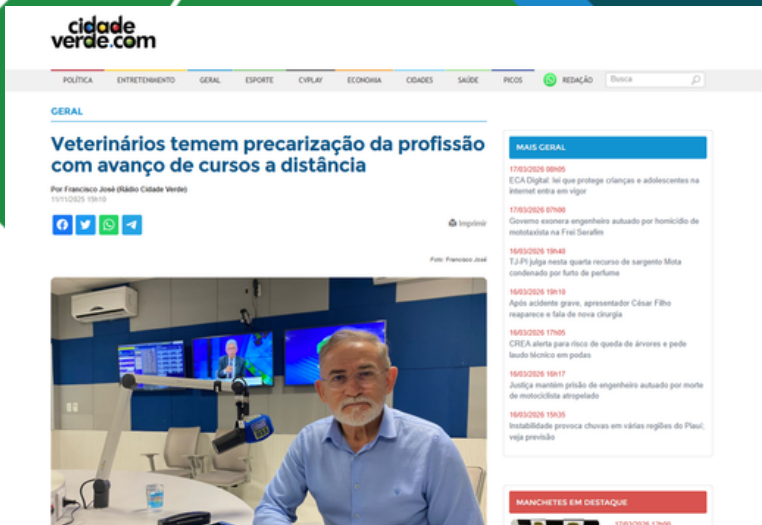 cidade
verde.com
POLÍTICA ENTRETENIMENTO GERAL ESPORTE CVPLAY ECONOMIA CIDADES SAÚDE PICOS REDAÇÃO Busca
GERAL
Veterinários temem precarização da profissão
com avanço de cursos a distância
Por Francisco José (Rádio Cidade Verde)
11/11/2025 15h10
Imprimir
Foto: Francisco José
MAIS GERAL
17/03/2026 08h05
ECA Digital: lei que protege crianças e adolescentes na
internet entra em vigor
17/03/2026 07h00
Governo exonera engenheiro autuado por homicídio de
mototaxista na Frei Serafim
16/03/2026 19h40
TJ-PI julga nesta quarta recurso de sargento Mota
condenado por furto de perfume
16/03/2026 19h10
Após acidente grave, apresentador César Filho
reaparece e fala de nova cirurgia
16/03/2026 17h05
CREA alerta para risco de queda de árvores e pede
laudo técnico em podas
16/03/2026 16h17
Justiça mantém prisão de engenheiro autuado por morte
de motociclista atropelado
16/03/2026 15h35
Instabilidade provoca chuvas em várias regiões do Piauí;
veja previsão
MANCHETES EM DESTAQUE
17/03/2026 12h00